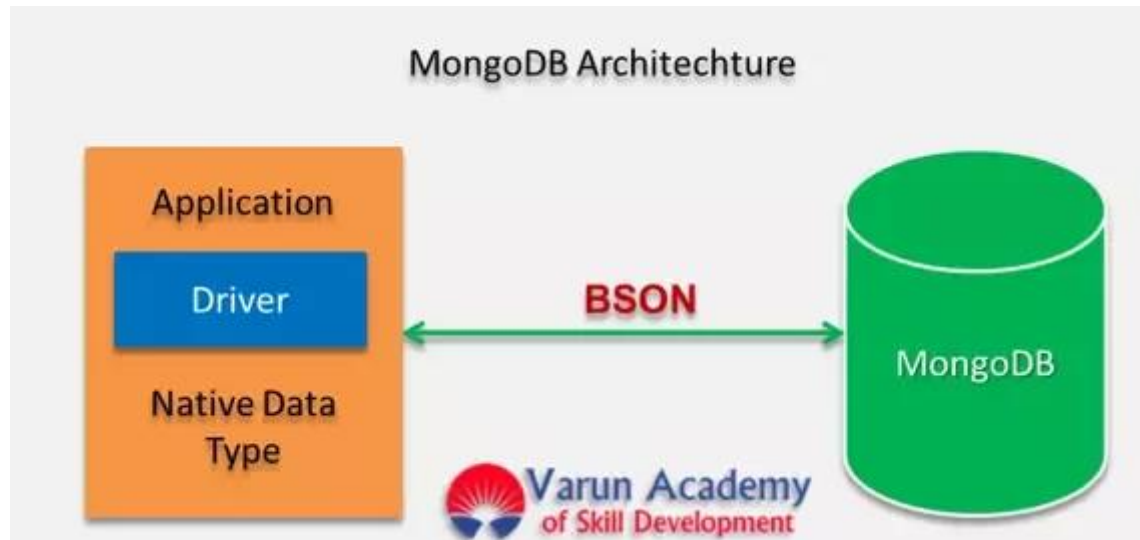 MongoDB Architechture
Application
Driver
Native Data
Type
BSON
MongoDB
Varun Academy
of Skill Development